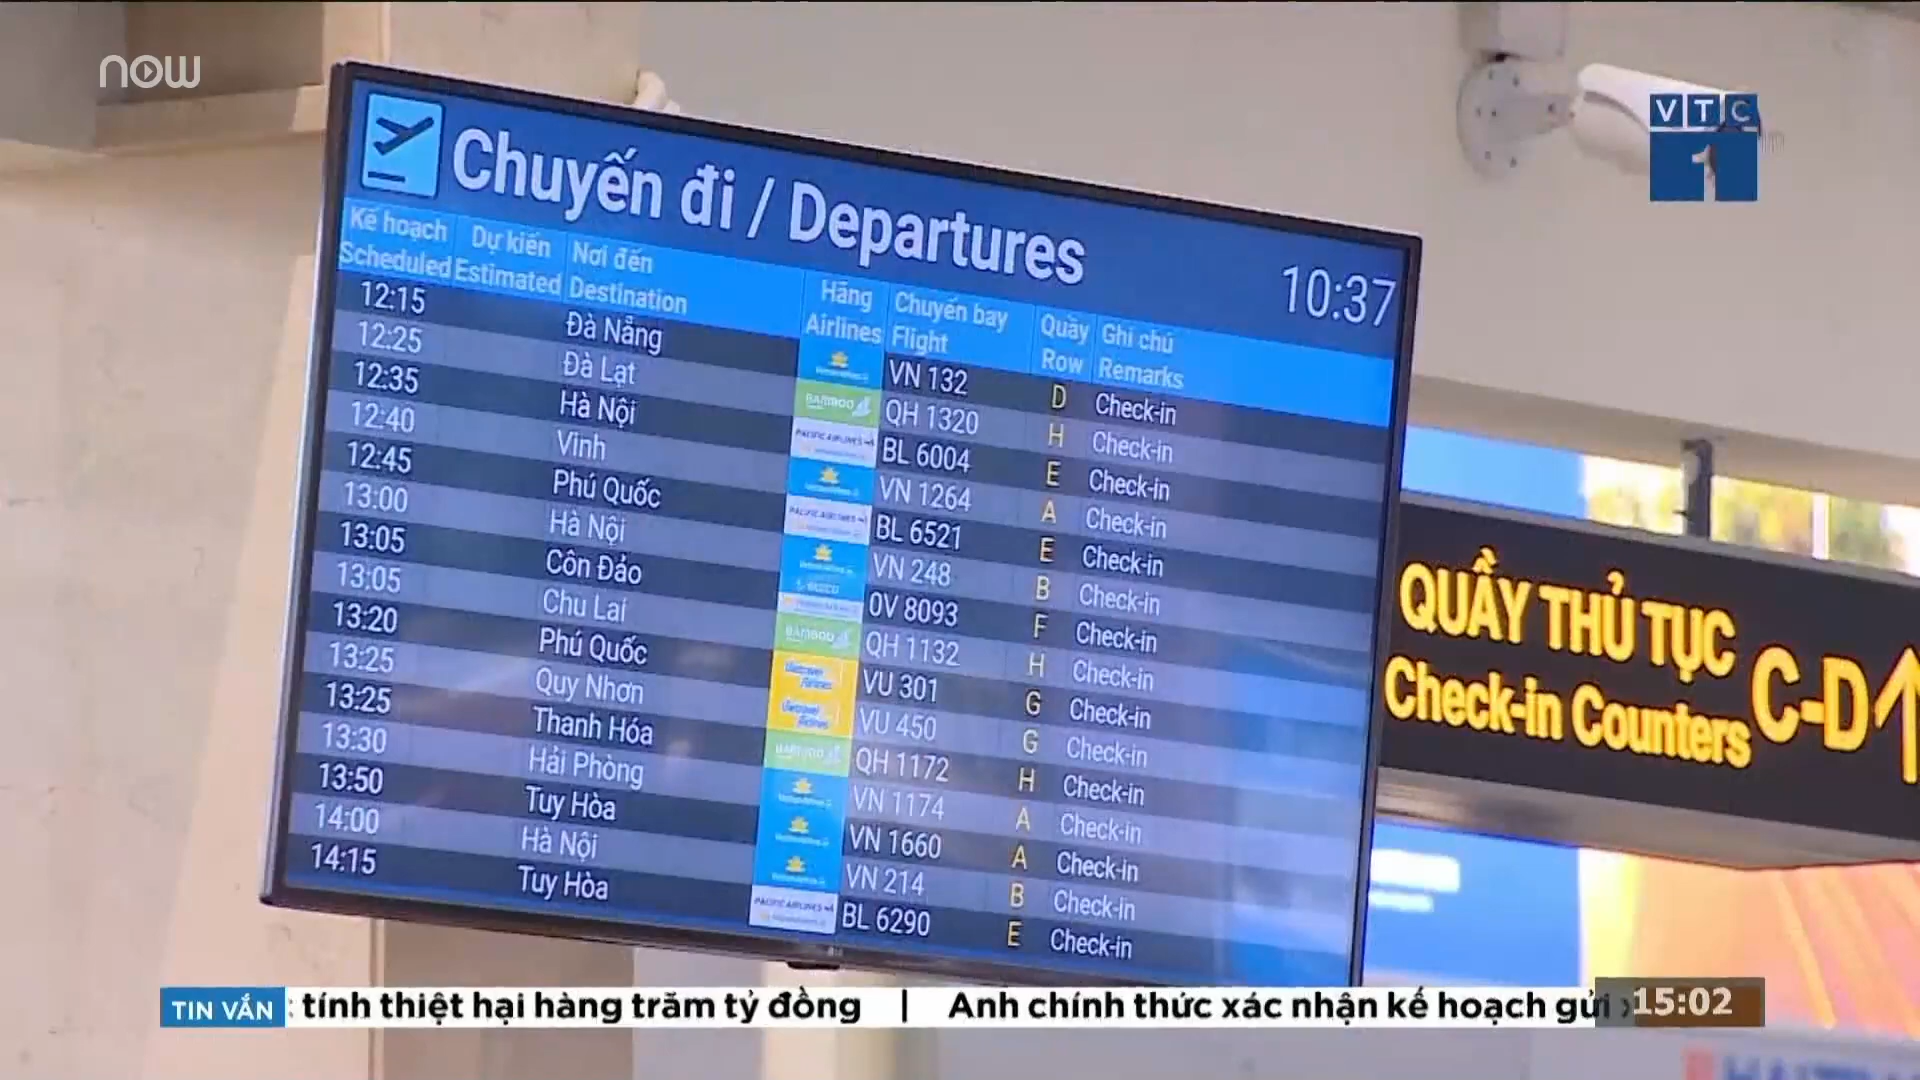 now
VTC
1
Chuyến đi / Departures
10:37
Kế hoạch Dự kiến Nơi đến Hãng Chuyến bay Quầy Ghi chú
Scheduled Estimated Destination Airlines Flight Row Remarks
12:15 Đà Nẵng VN 132 D Check-in
12:25 Đà Lạt BAMBOO QH 1320 H Check-in
12:35 Hà Nội PACIFIC AIRLINES BL 6004 E Check-in
12:40 Vinh VN 1264 A Check-in
12:45 Phú Quốc PACIFIC AIRLINES BL 6521 E Check-in
13:00 Hà Nội VN 248 B Check-in
13:05 Côn Đảo 0V 8093 F Check-in
13:05 Chu Lai BAMBOO QH 1132 H Check-in
13:20 Phú Quốc VU 301 G Check-in
13:25 Quy Nhơn VU 450 G Check-in
13:25 Thanh Hóa BAMBOO QH 1172 H Check-in
13:30 Hải Phòng VN 1174 A Check-in
13:50 Tuy Hòa VN 1660 A Check-in
14:00 Hà Nội VN 214 B Check-in
14:15 Tuy Hòa PACIFIC AIRLINES BL 6290 E Check-in
QUẦY THỦ TỤC
Check-in Counters C-D
TIN VẮN tính thiệt hại hàng trăm tỷ đồng | Anh chính thức xác nhận kế hoạch gửi 15:02